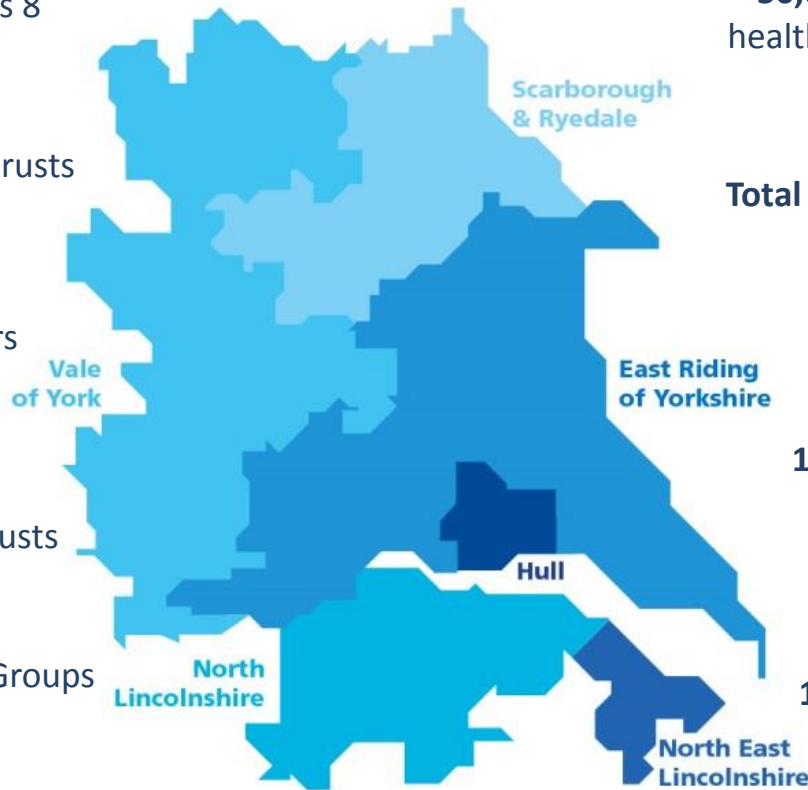 s 8
health
Scarborough
& Ryedale
rusts
Total
rs
Vale
of York
East Riding
of Yorkshire
1
usts
Hull
Groups
North
Lincolnshire
1
North East
Lincolnshire